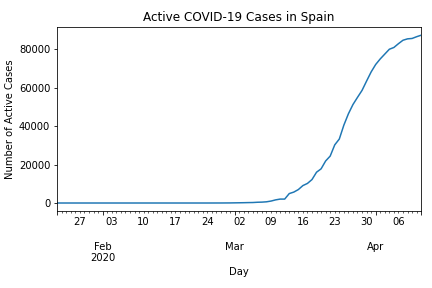 Active COVID-19 Cases in Spain
Number of Active Cases
80000
60000
40000
20000
0
27 03 10 17 24 02 09 16 23 30 06
Feb Mar Apr
2020
Day